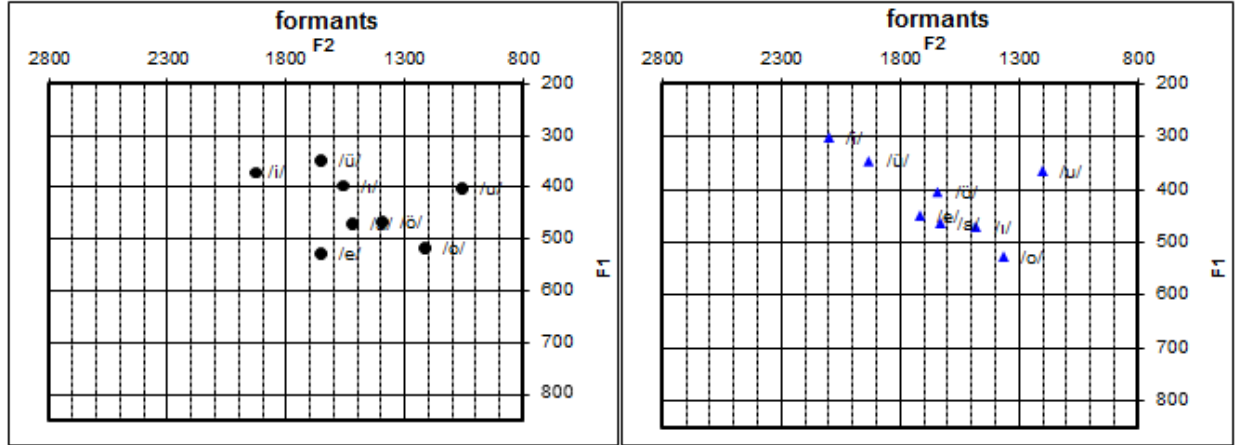 formants
F2
2800 2300 1800 1300 800
200
300
/ü/
/i/
/ı/
/u/
400
/ö/
500
/o/
/e/
600
F1
700
800
formants
F2
2800 2300 1800 1300 800
200
300
/i/
/ü/
/u/
400
/ö/
/e/
/a/
/ı/
500
/o/
600
F1
700
800